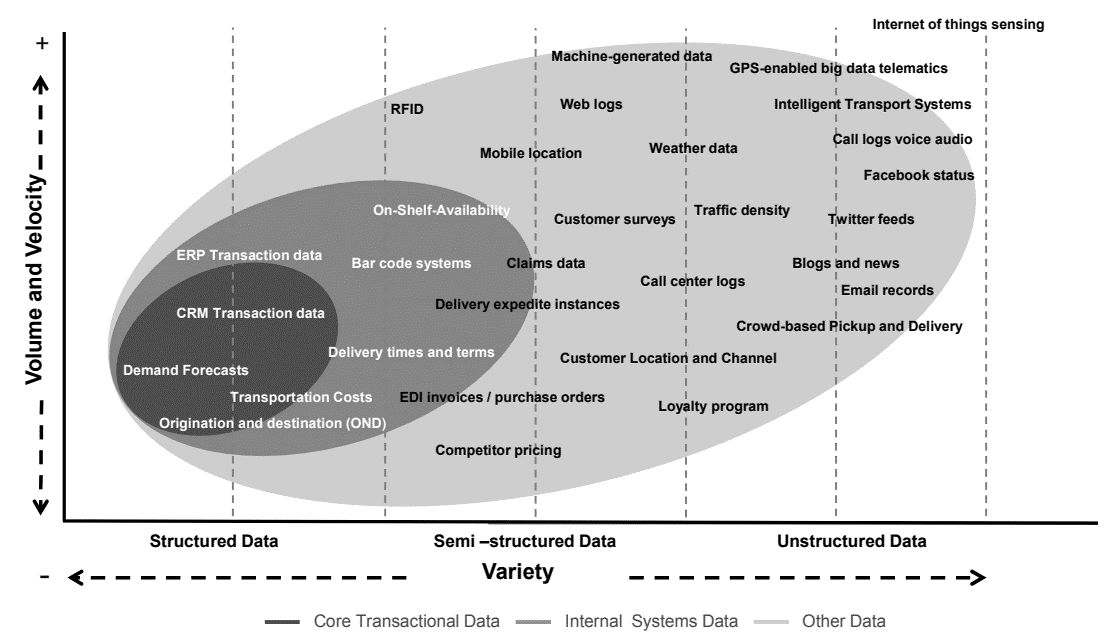 Internet of things sensing
+
Machine-generated data
GPS-enabled big data telematics
RFID
Web logs
Intelligent Transport Systems
Call logs voice audio
Mobile location
Weather data
Facebook status
On-Shelf-Availability
Customer surveys
Traffic density
Twitter feeds
ERP Transaction data
Bar code systems
Claims data
Blogs and news
Call center logs
Email records
Delivery expedite instances
CRM Transaction data
Crowd-based Pickup and Delivery
Delivery times and terms
Customer Location and Channel
Demand Forecasts
Transportation Costs
EDI invoices / purchase orders
Loyalty program
Origination and destination (OND)
Competitor pricing
Volume and Velocity
Structured Data
Semi –structured Data
Unstructured Data
-
Variety
Core Transactional Data
Internal Systems Data
Other Data